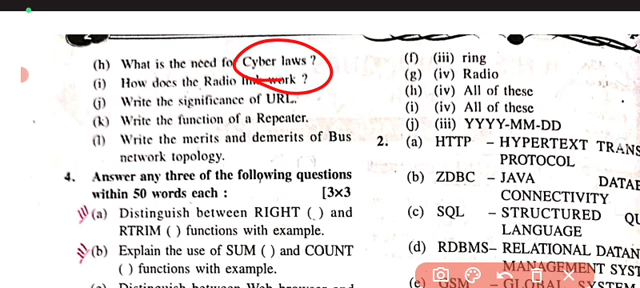 (h) What is the need for Cyber laws ?
(i) How does the Radio link work ?
(j) Write the significance of URL.
(k) Write the function of a Repeater.
(l) Write the merits and demerits of Bus
network topology.
4. Answer any three of the following questions
within 50 words each : [3×3
(a) Distinguish between RIGHT ( ) and
RTRIM ( ) functions with example.
(b) Explain the use of SUM ( ) and COUNT
( ) functions with example.
(f) (iii) ring
(g) (iv) Radio
(h) (iv) All of these
(i) (iv) All of these
(j) (iii) YYYY-MM-DD
2. (a) HTTP – HYPERTEXT TRANS
PROTOCOL
(b) ZDBC – JAVA DATAB
CONNECTIVITY
(c) SQL – STRUCTURED QU
LANGUAGE
(d) RDBMS– RELATIONAL DATAN
MANAGEMENT SYST
(e) GSM – GLOBAL SYSTEM